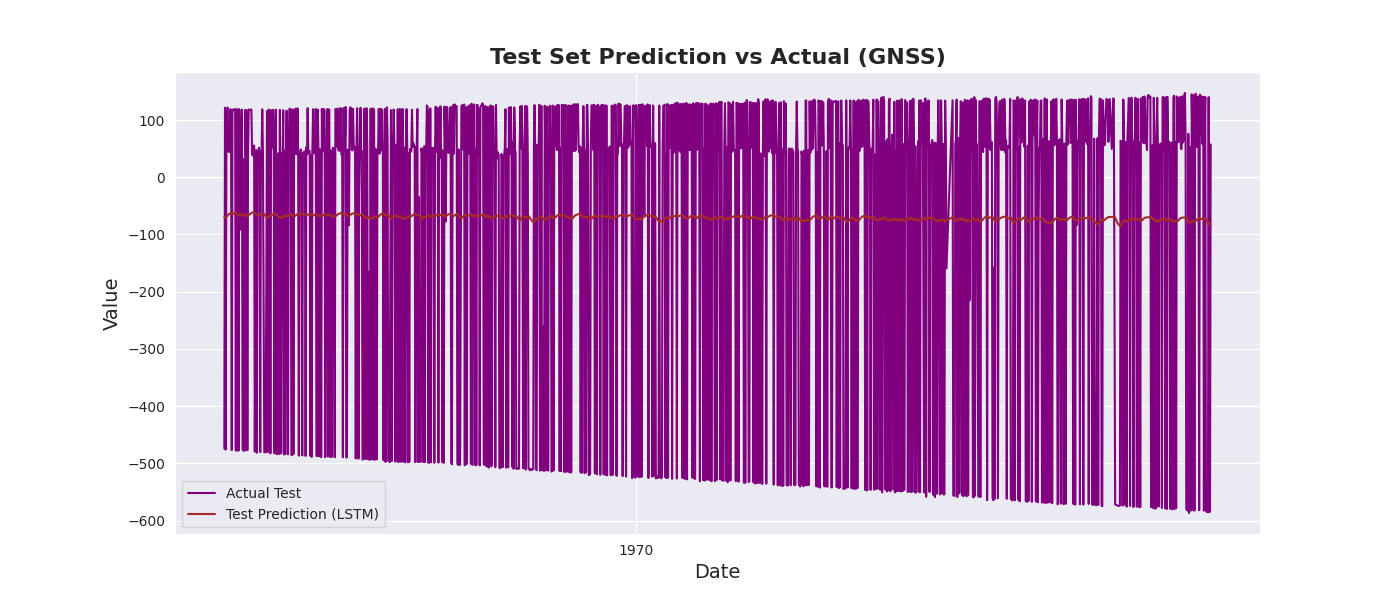 Test Set Prediction vs Actual (GNSS)
Value
100
0
−100
−200
−300
−400
−500
−600
Actual Test
Test Prediction (LSTM)
1970
Date